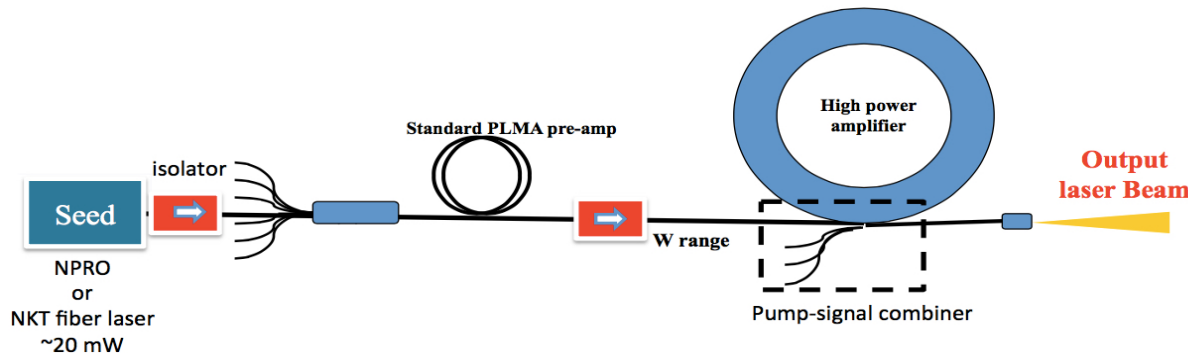 Seed
NPRO
or
NKT fiber laser
~20 mW
isolator
Standard PLMA pre-amp
W range
High power
amplifier
Pump-signal combiner
Output
laser Beam